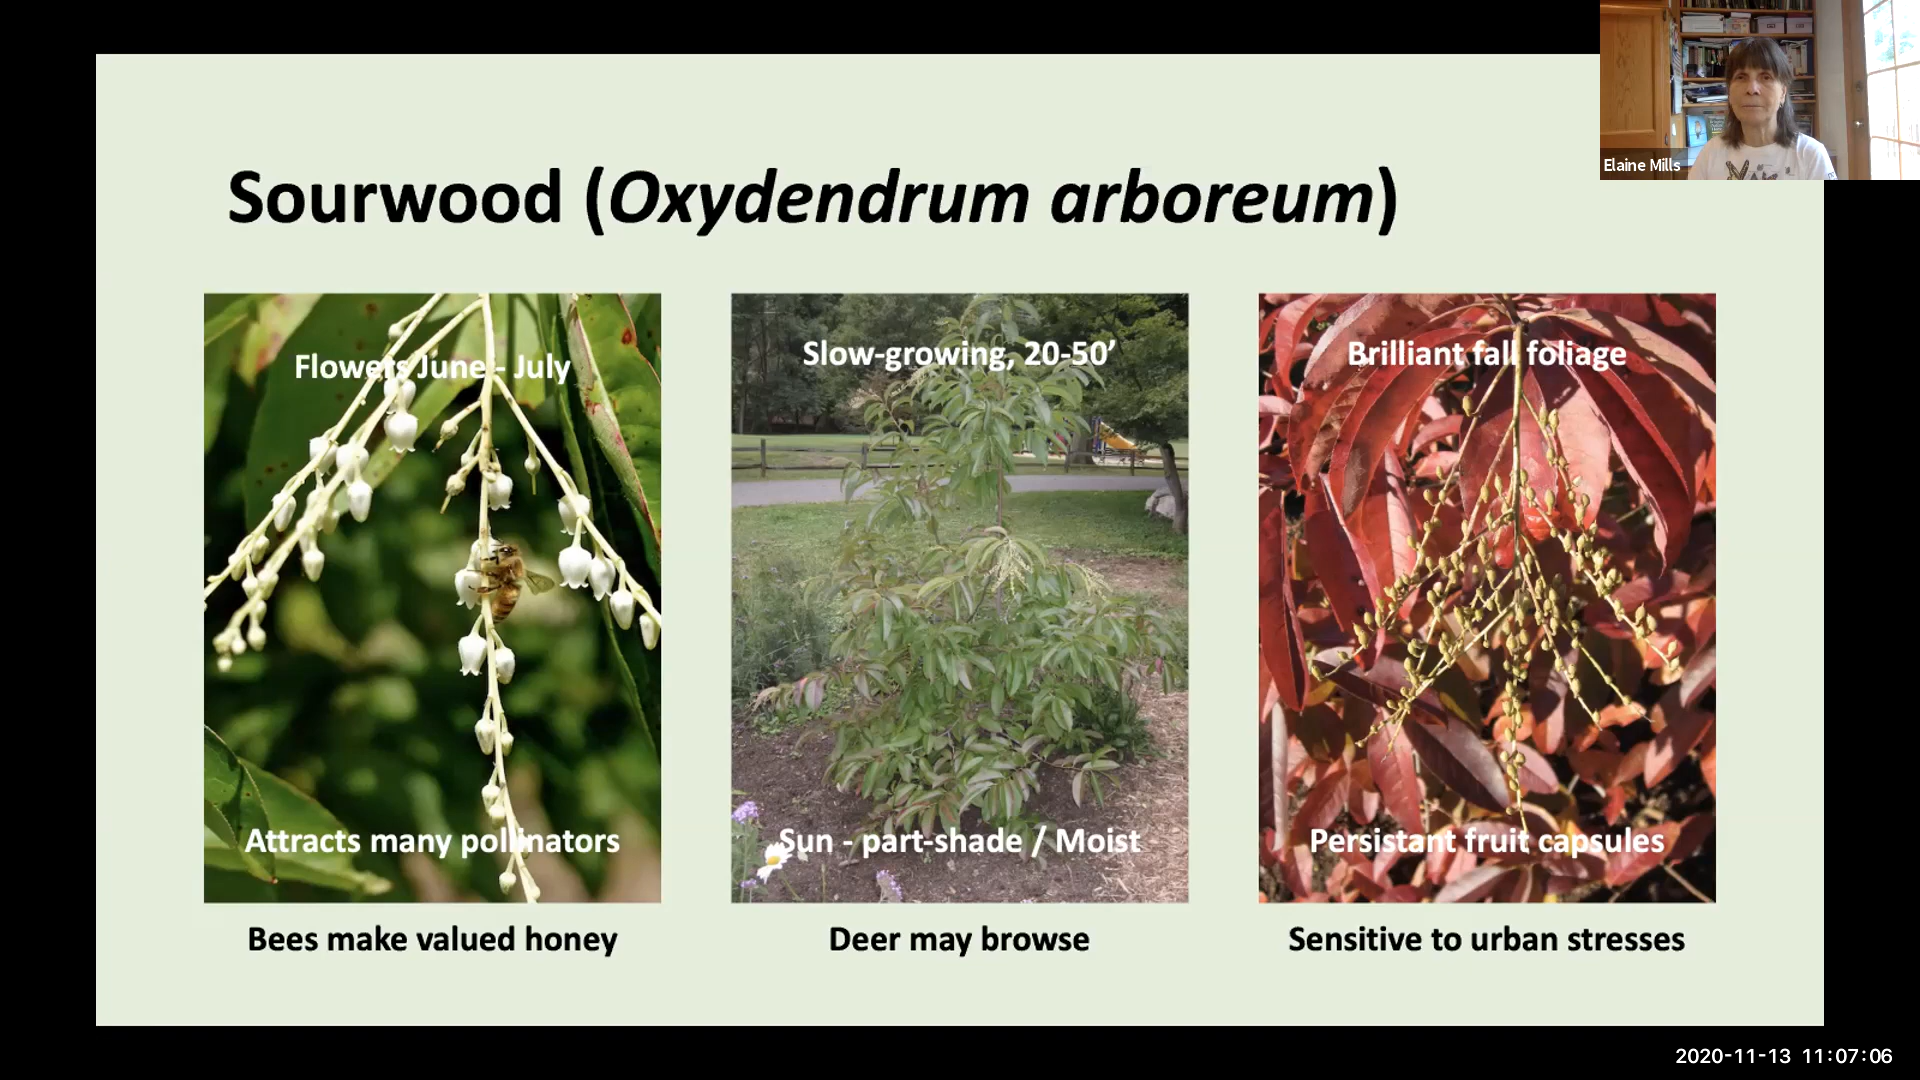 Elaine Mills
Sourwood (Oxydendrum arboreum)
Flowers June - July
Attracts many pollinators
Bees make valued honey
Slow-growing, 20-50’
Sun - part-shade / Moist
Deer may browse
Brilliant fall foliage
Persistant fruit capsules
Sensitive to urban stresses
2020-11-13 11:07:06